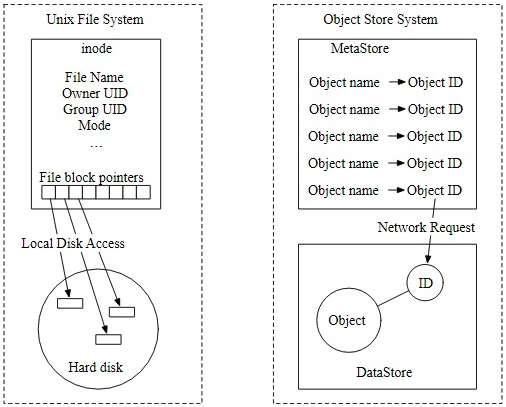 Unix File System
inode
File Name
Owner UID
Group UID
Mode
...
File block pointers
Local Disk Access
Hard disk
Object Store System
MetaStore
Object name Object ID
Object name Object ID
Object name Object ID
Object name Object ID
Object name Object ID
Network Request
ID
Object
DataStore